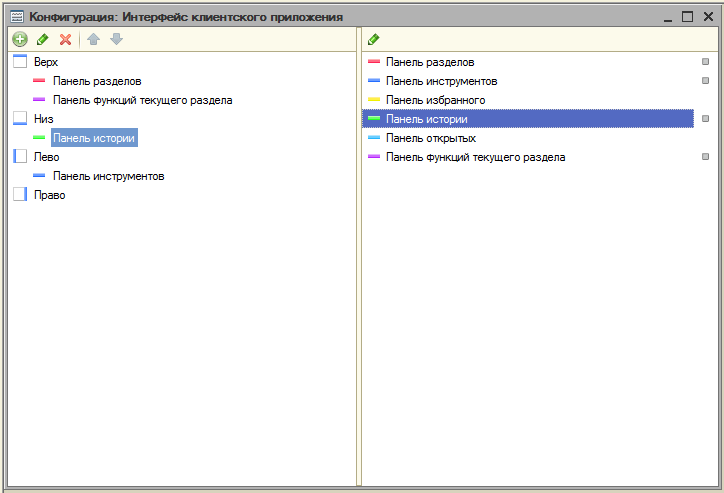 Конфигурация: Интерфейс клиентского приложения
Верх
Панель разделов
Панель функций текущего раздела
Низ
Панель истории
Лево
Панель инструментов
Право
Панель разделов
Панель инструментов
Панель избранного
Панель истории
Панель открытых
Панель функций текущего раздела